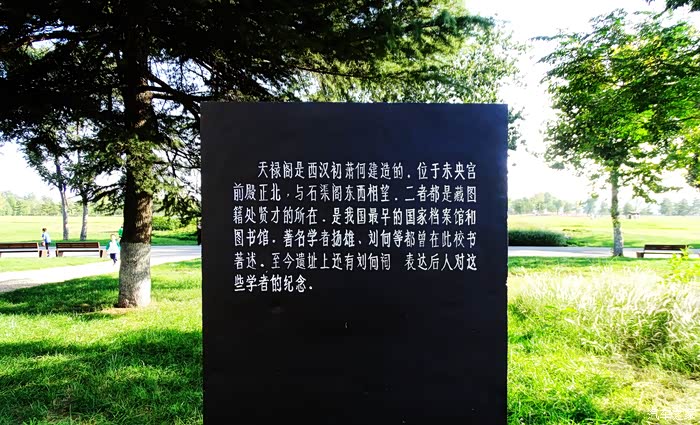 天禄阁是西汉初肃何建造的．位于未央宫
前殿正北，与石渠阁东西相望．二者都是藏图
籍处贤才的所在．是我国最早的国家档案馆和
图书馆．著名学者扬雄、刘向等都曾在此校书
著述．至今遗址上还有刘向祠　表达后人对这
些学者的纪念．